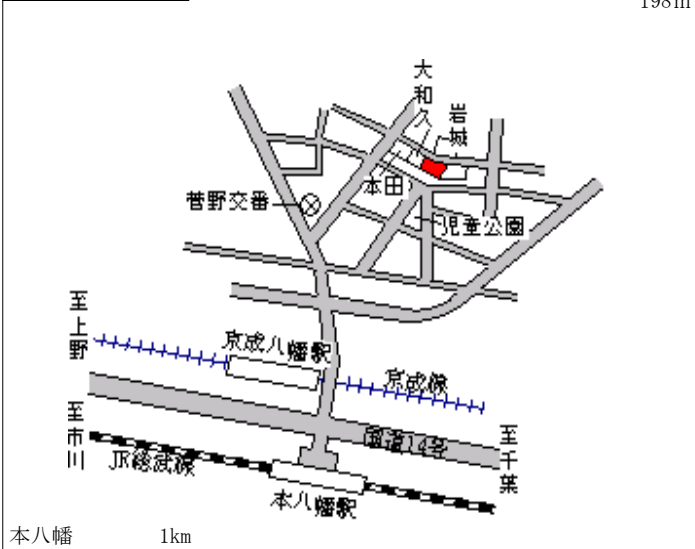 198m
大和久
岩城
本田
菅野交番
児童公園
至上野
京成八幡駅
京成線
国道14号
至市川
JR総武線
至千葉
本八幡駅
本八幡 1km